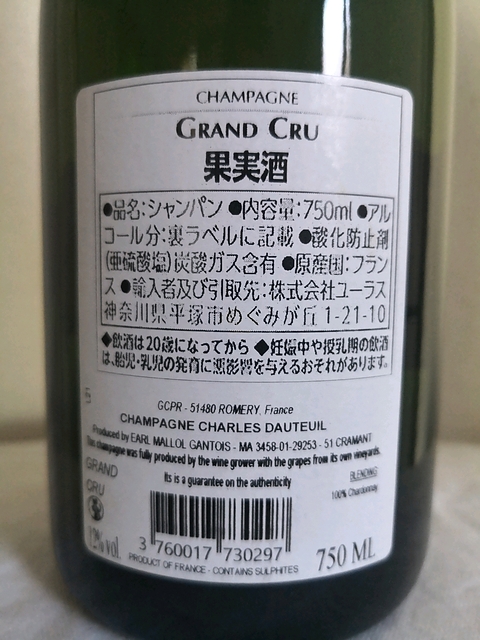 CHAMPAGNE
GRAND CRU
果実酒
●品名:シャンパン ●内容量:750ml ●アル
コール分:裏ラベルに記載 ●酸化防止剤
(亜硫酸塩)炭酸ガス含有 ●原産国:フラン
ス ●輸入者及び引取先:株式会社ユーラス
神奈川県平塚市めぐみが丘1-21-10
◆飲酒は20歳になってから ◆妊娠中や授乳期の飲酒
は、胎児・乳児の発育に悪影響を与えるおそれがあります。
GCPR - 51480 ROMERY, France
CHAMPAGNE CHARLES DAUTEUIL
Produced by EARL MALLOL GANTOIS - MA 3458-01-29253 - 51 CRAMANT
This champagne was fully produced by the wine grower with the grapes from its own vineyards.
Its is a guarantee on the authenticity
GRAND
CRU
BLENDING
100% Chardonnay
12% vol.
3 760017 730297
750 ML
PRODUCT OF FRANCE - CONTAINS SULPHITES